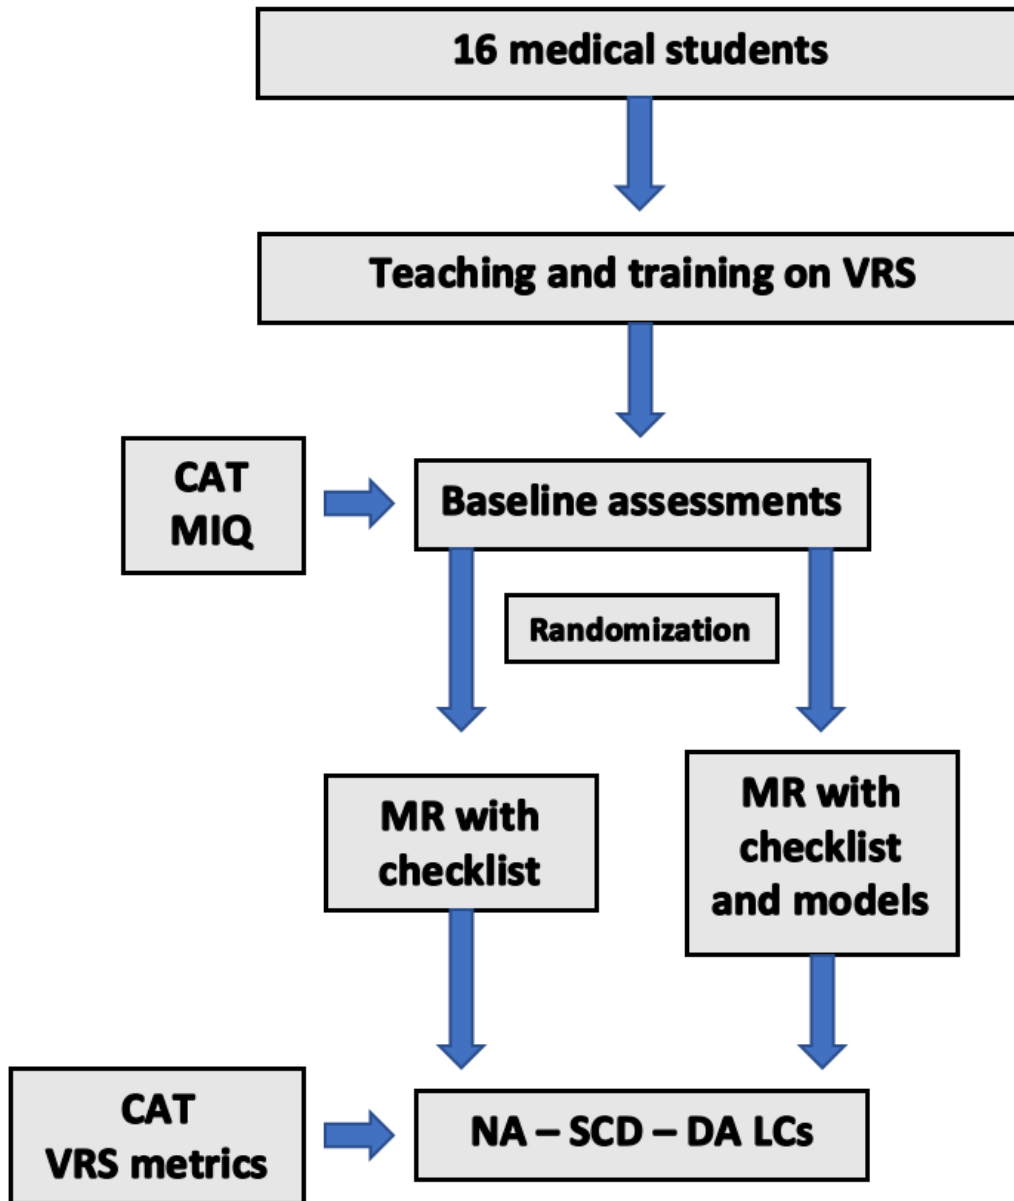 16 medical students
Teaching and training on VRS
CAT
MIQ
Baseline assessments
Randomization
MR with
checklist
MR with
checklist
and models
CAT
VRS metrics
NA – SCD – DA LCs